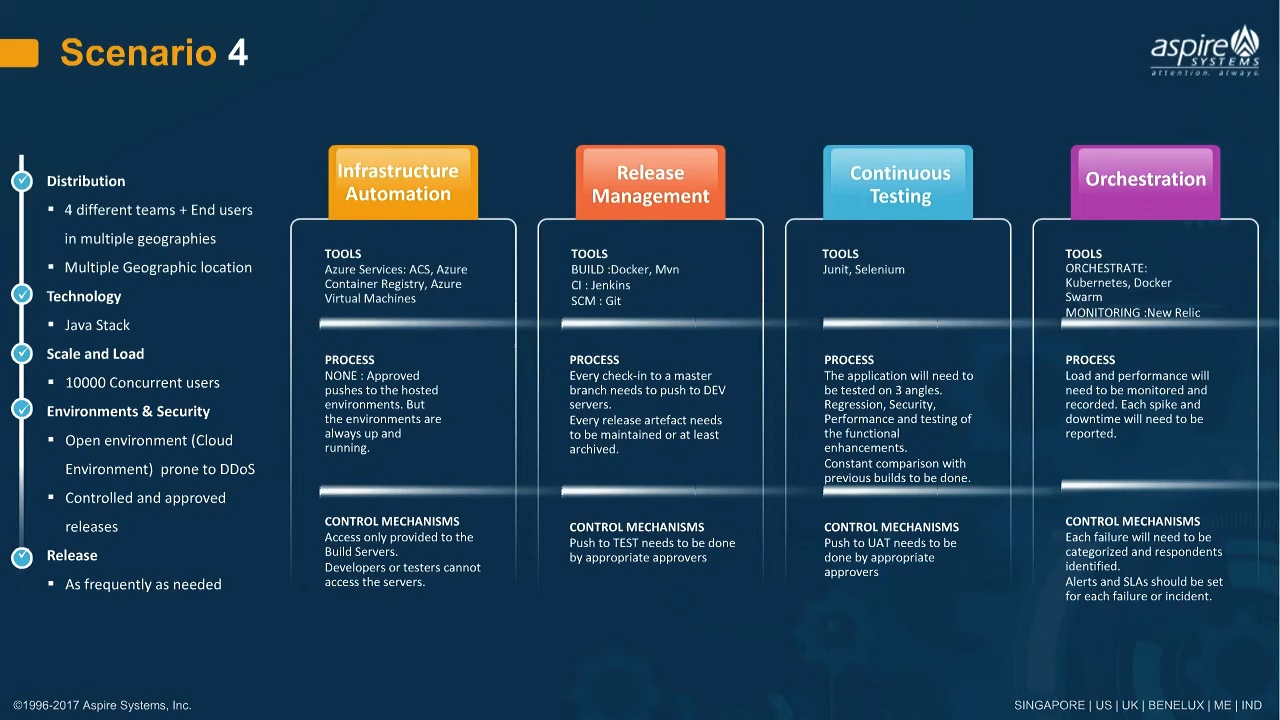 Scenario 4
aspire
SYSTEMS
attention. always.
Distribution
▪ 4 different teams + End users
in multiple geographies
▪ Multiple Geographic location
Technology
▪ Java Stack
Scale and Load
▪ 10000 Concurrent users
Environments & Security
▪ Open environment (Cloud
Environment) prone to DDoS
▪ Controlled and approved
releases
Release
▪ As frequently as needed
Infrastructure
Automation
TOOLS
Azure Services: ACS, Azure
Container Registry, Azure
Virtual Machines
PROCESS
NONE : Approved
pushes to the hosted
environments. But
the environments are
always up and
running.
CONTROL MECHANISMS
Access only provided to the
Build Servers.
Developers or testers cannot
access the servers.
Release
Management
TOOLS
BUILD :Docker, Mvn
CI : Jenkins
SCM : Git
PROCESS
Every check-in to a master
branch needs to push to DEV
servers.
Every release artefact needs
to be maintained or at least
archived.
CONTROL MECHANISMS
Push to TEST needs to be done
by appropriate approvers
Continuous
Testing
TOOLS
Junit, Selenium
PROCESS
The application will need to
be tested on 3 angles.
Regression, Security,
Performance and testing of
the functional
enhancements.
Constant comparison with
previous builds to be done.
CONTROL MECHANISMS
Push to UAT needs to be
done by appropriate
approvers
Orchestration
TOOLS
ORCHESTRATE:
Kubernetes, Docker
Swarm
MONITORING :New Relic
PROCESS
Load and performance will
need to be monitored and
recorded. Each spike and
downtime will need to be
reported.
CONTROL MECHANISMS
Each failure will need to be
categorized and respondents
identified.
Alerts and SLAs should be set
for each failure or incident.
©1996-2017 Aspire Systems, Inc.
SINGAPORE | US | UK | BENELUX | ME | IND